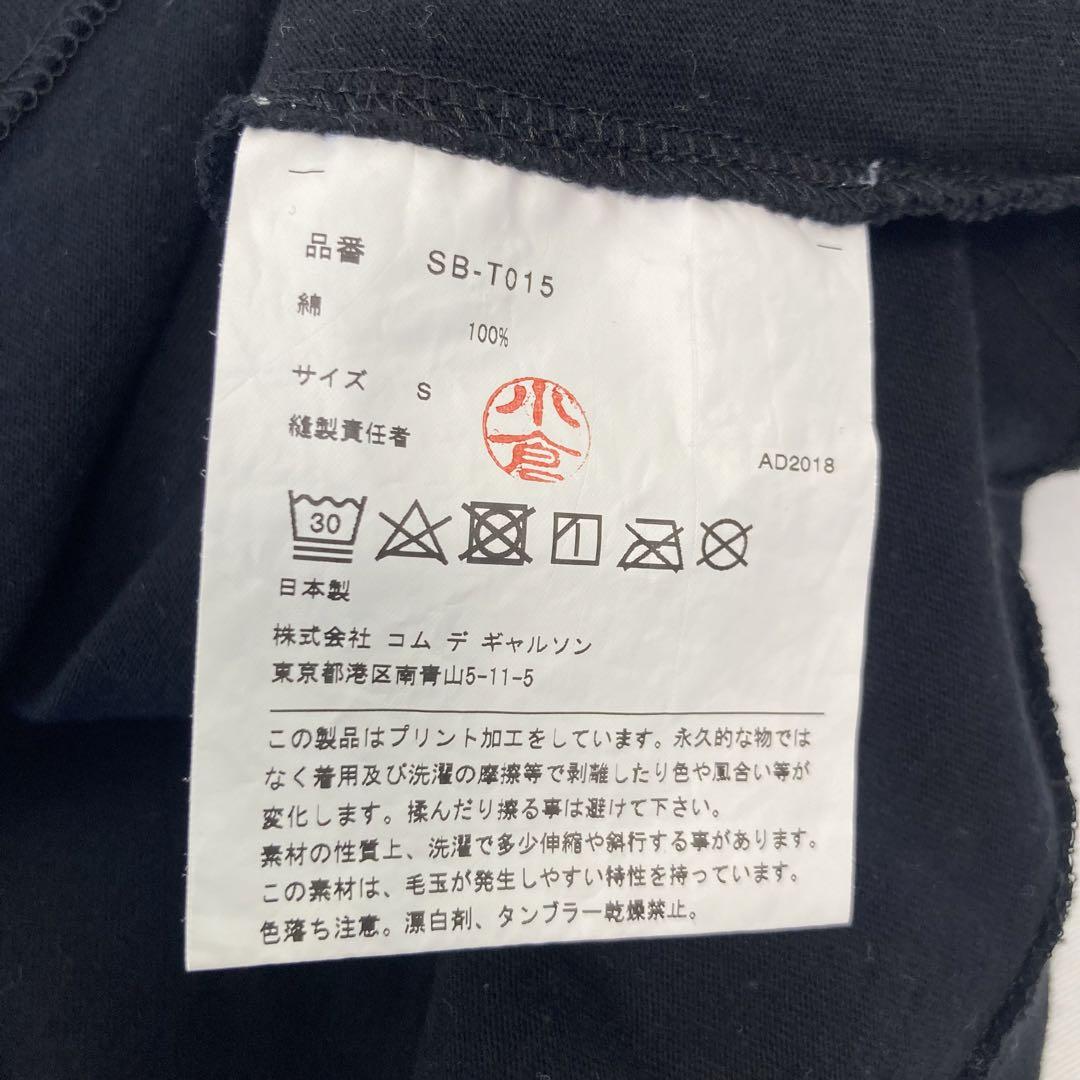 品番 SB-T015
綿 100%
サイズ S
縫製責任者 小倉
AD2018
30
日本製
株式会社 コム デ ギャルソン
東京都港区南青山5-11-5
この製品はプリント加工をしています。永久的な物では
なく着用及び洗濯の摩擦等で剥離したり色や風合い等が
変化します。揉んだり擦る事は避けて下さい。
素材の性質上、洗濯で多少伸縮や斜行する事があります。
この素材は、毛玉が発生しやすい特性を持っています。
色落ち注意。漂白剤、タンブラー乾燥禁止。